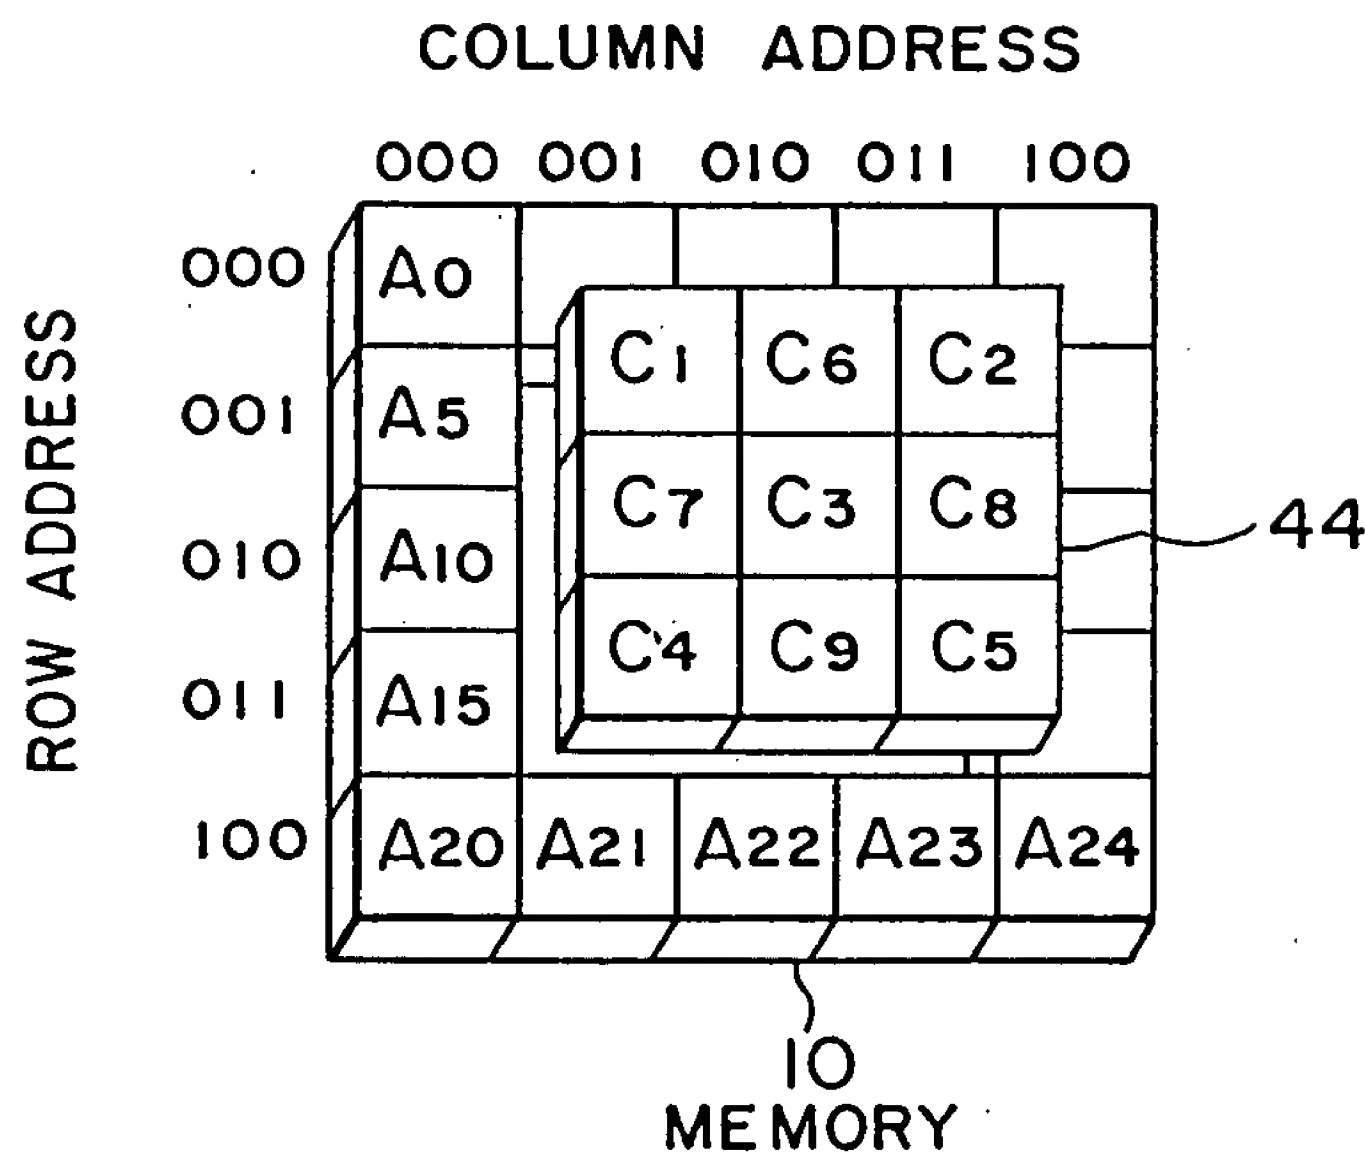 COLUMN ADDRESS
000 001 010 011 100
ROW ADDRESS
000 A0
C1 C6 C2
001 A5
C7 C3 C8
44
010 A10
C4 C9 C5
011 A15
100 A20 A21 A22 A23 A24
10
MEMORY